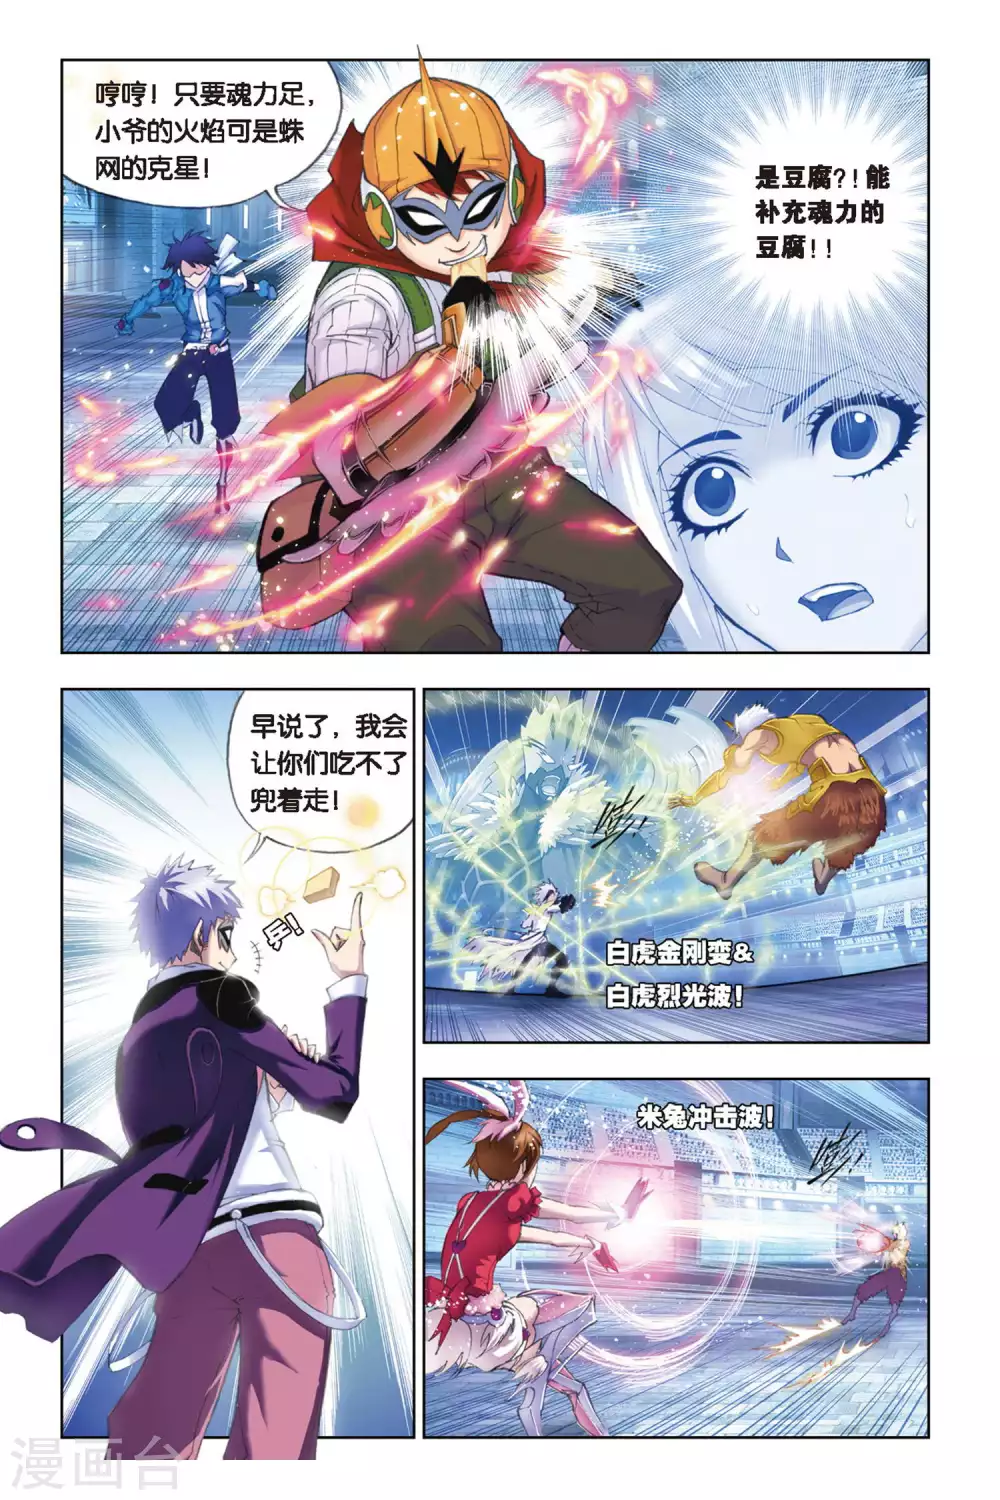 哼哼！只要魂力足，
小爷的火焰可是蛛
网的克星！
是豆腐？！能
补充魂力的
豆腐！！
早说了，我会
让你们吃不了
兜着走！
乒！
嘭！
白虎金刚变&
白虎烈光波！
米兔冲击波！
嘭！
漫画台